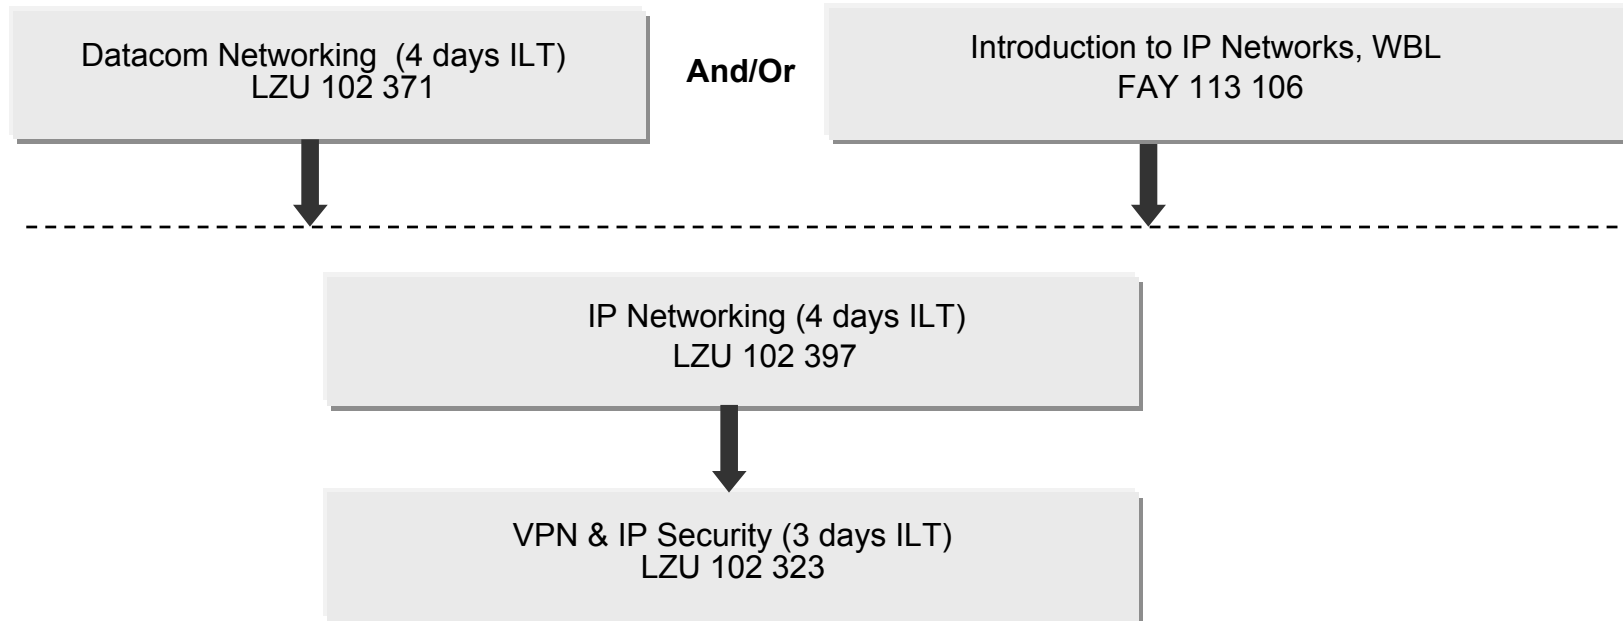 Datacom Networking  (4 days ILT)
LZU 102 371
And/Or
Introduction to IP Networks, WBL
FAY 113 106
IP Networking (4 days ILT)
LZU 102 397
VPN & IP Security (3 days ILT)
LZU 102 323